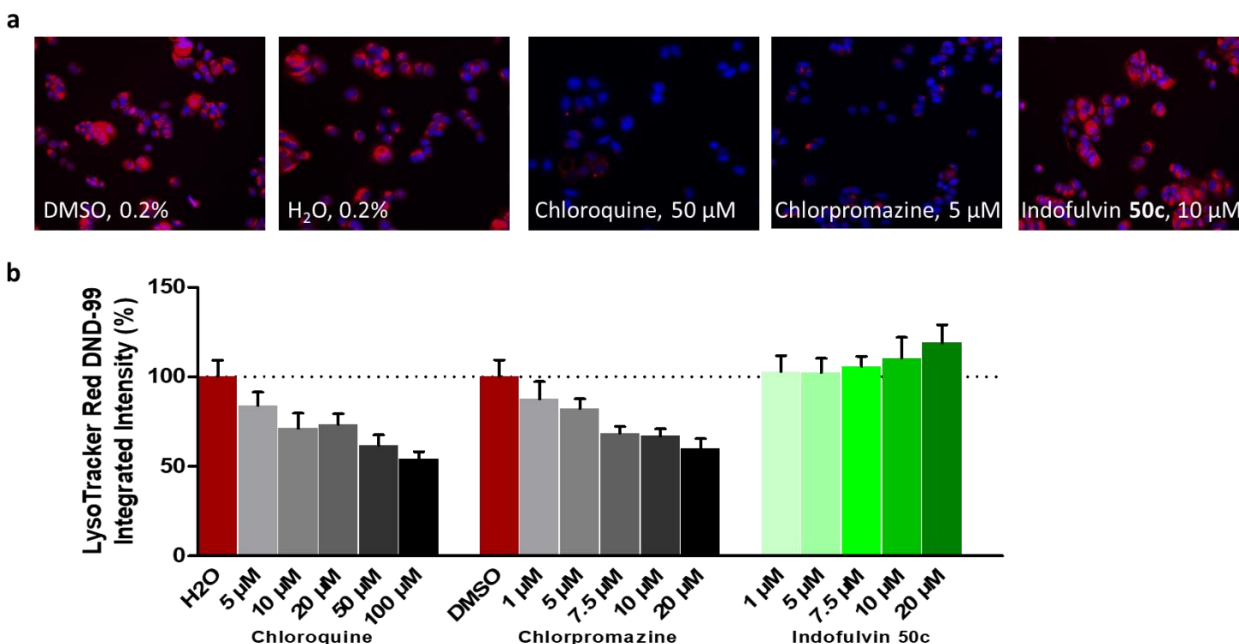 a
DMSO, 0.2%
H₂O, 0.2%
Chloroquine, 50 µM
Chlorpromazine, 5 µM
Indofulvin 50c, 10 µM
b
LysoTracker Red DND-99
Integrated Intensity (%)
150
100
50
0
H2O
5 µM
10 µM
20 µM
50 µM
100 µM
DMSO
1 µM
5 µM
7.5 µM
10 µM
20 µM
1 µM
5 µM
7.5 µM
10 µM
20 µM
Chloroquine
Chlorpromazine
Indofulvin 50c